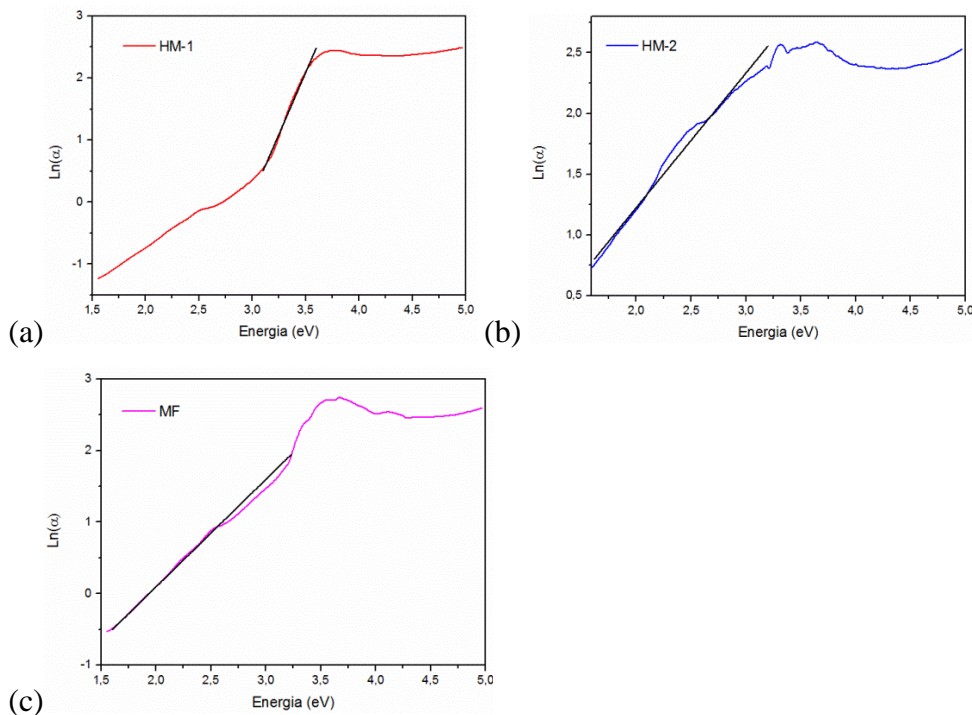 3
HM-1
2
1
0
-1
Ln(α)
1,5 2,0 2,5 3,0 3,5 4,0 4,5 5,0
Energia (eV)
(a)
HM-2
2,5
2,0
1,5
1,0
0,5
Ln(α)
2,0 2,5 3,0 3,5 4,0 4,5 5,0
Energia (eV)
(b)
3
MF
2
1
0
-1
Ln(α)
1,5 2,0 2,5 3,0 3,5 4,0 4,5 5,0
Energia (eV)
(c)